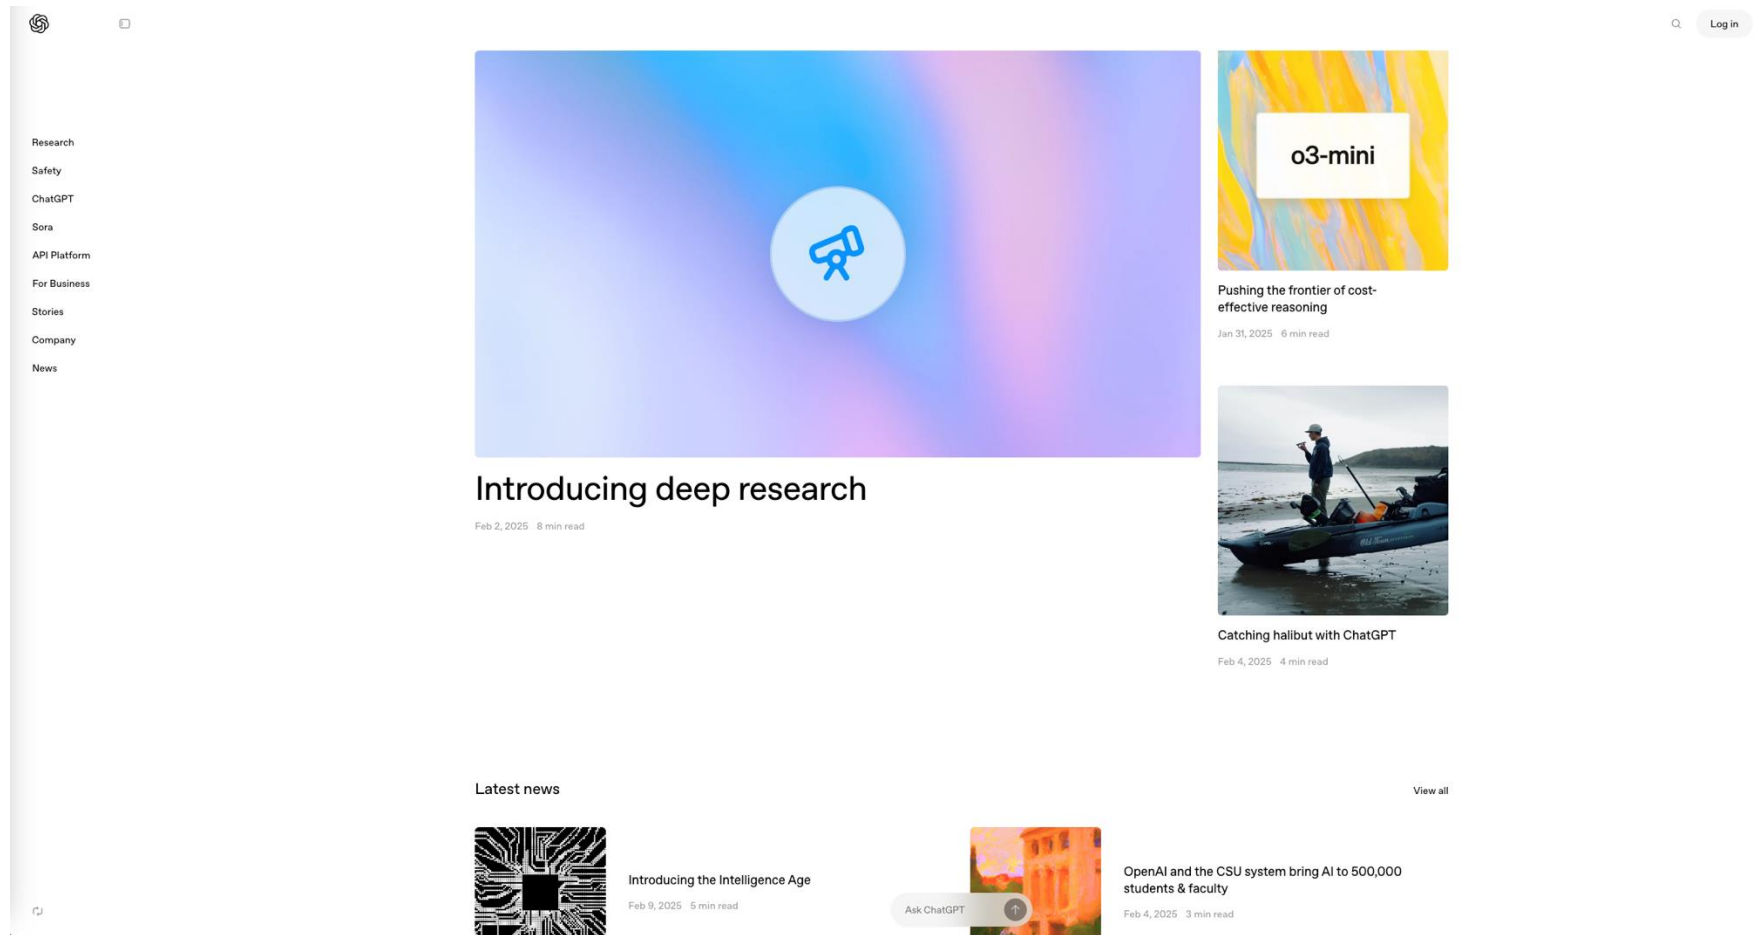 Log in
Research
Safety
ChatGPT
Sora
API Platform
For Business
Stories
Company
News
Introducing deep research
Feb 2, 2025 8 min read
o3-mini
Pushing the frontier of cost-
effective reasoning
Jan 31, 2025 6 min read
Old Town
Catching halibut with ChatGPT
Feb 4, 2025 4 min read
Latest news
View all
Introducing the Intelligence Age
Feb 9, 2025 5 min read
OpenAI and the CSU system bring AI to 500,000
students & faculty
Feb 4, 2025 3 min read
Ask ChatGPT